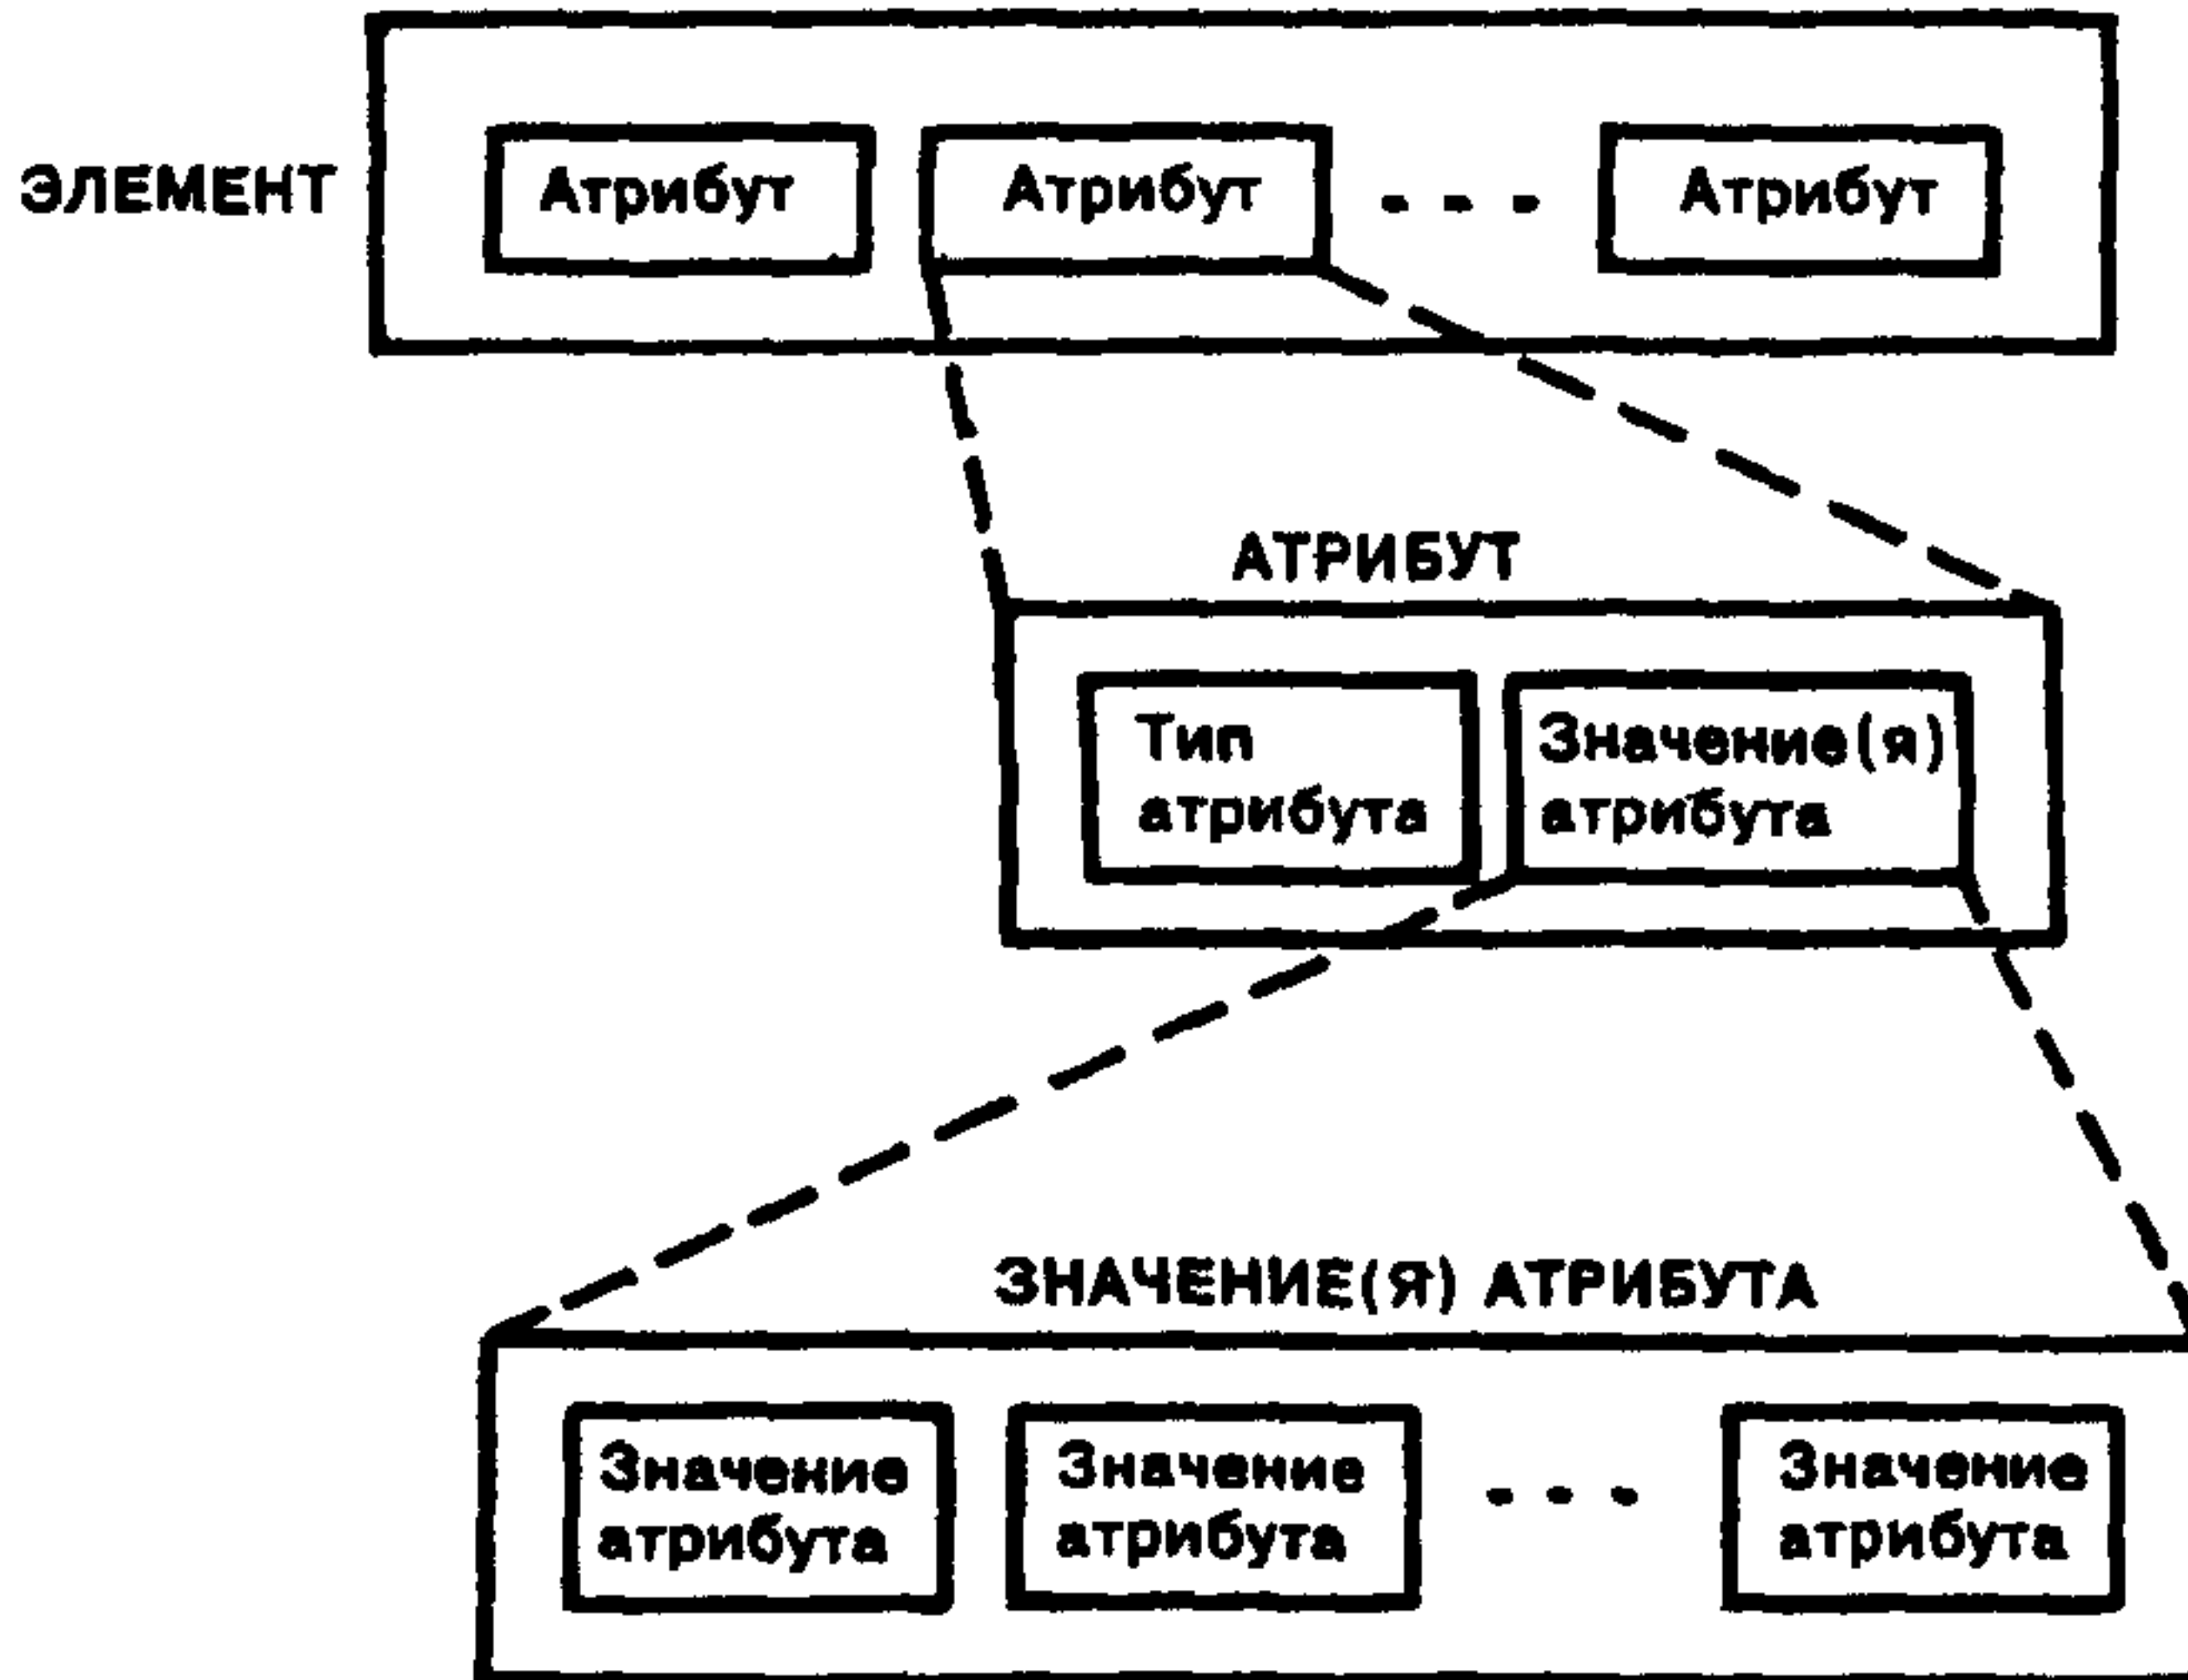 ЭЛЕМЕНТ
Атрибут
Атрибут
Атрибут
АТРИБУТ
Тип
атрибута
Значение(я)
атрибута
ЗНАЧЕНИЕ(Я) АТРИБУТА
Значение
атрибута
Значение
атрибута
Значение
атрибута